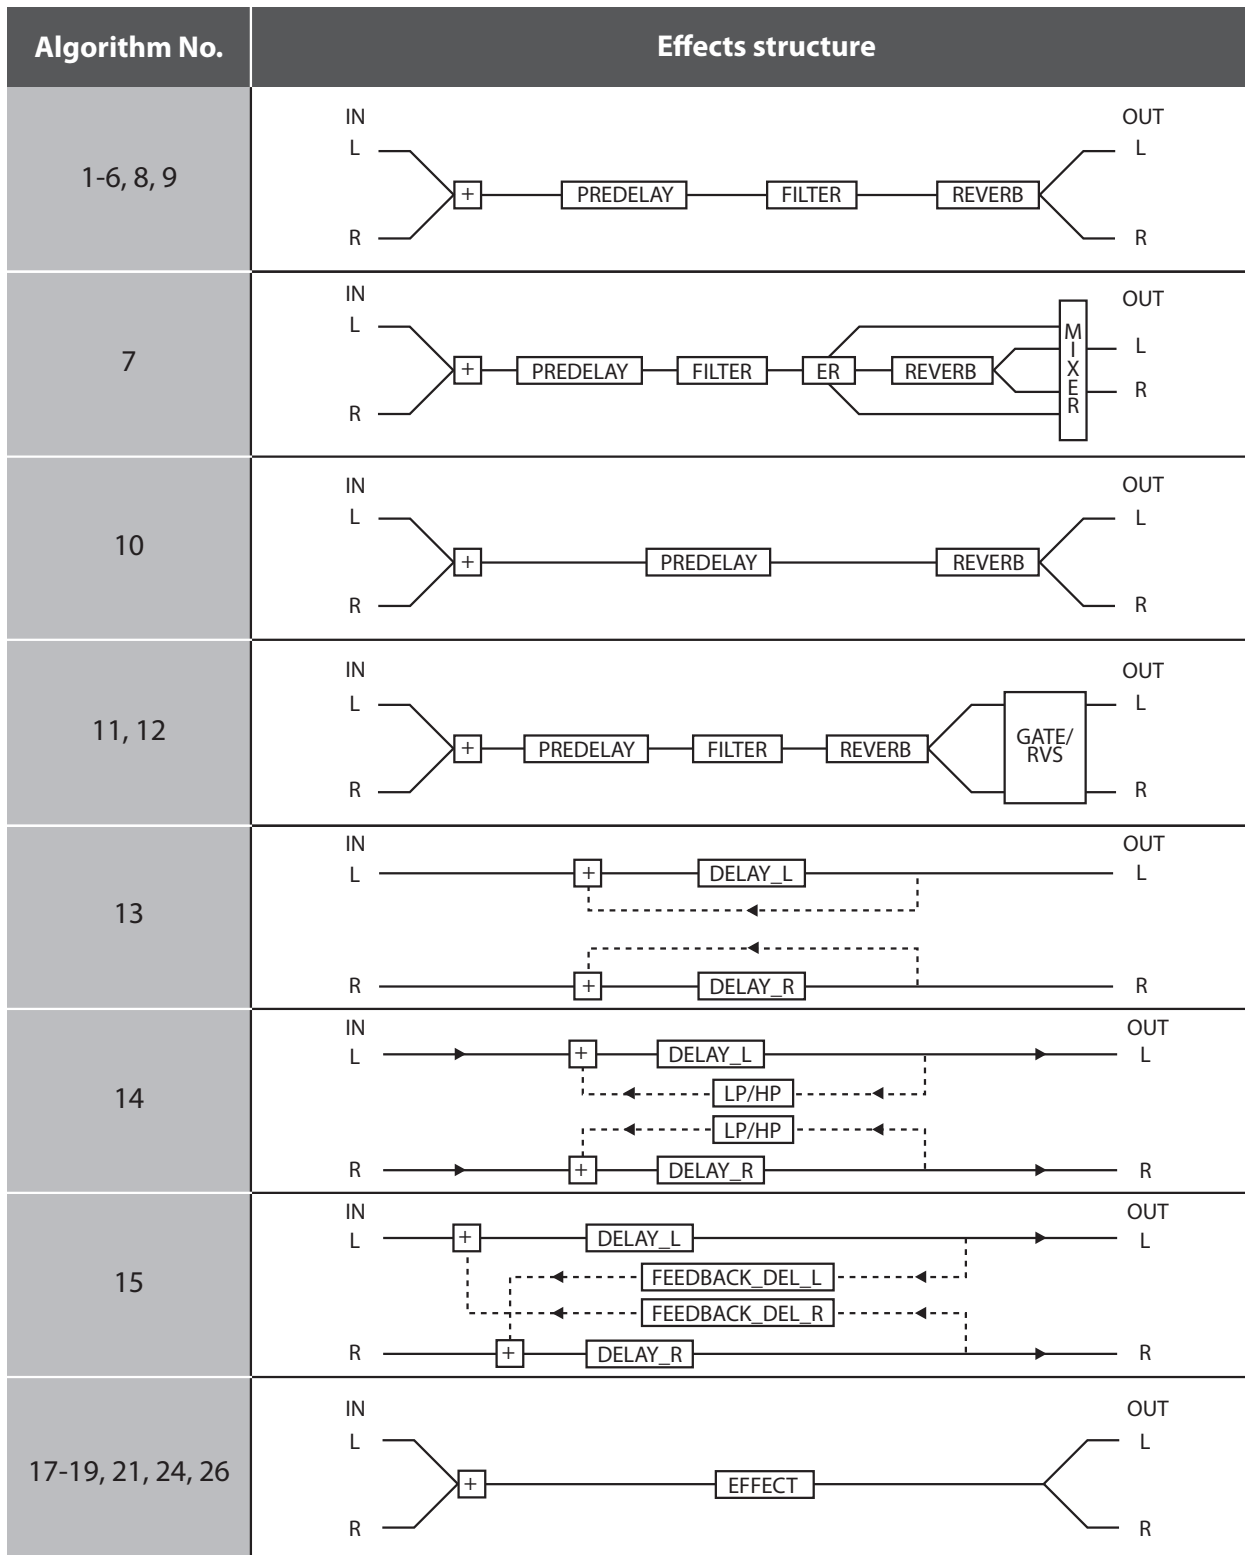 Algorithm No. Effects structure
IN OUT
L L
1-6, 8, 9
+ PREDELAY FILTER REVERB
R R
IN OUT
L L
7
+ PREDELAY FILTER ER REVERB MIXER
R R
IN OUT
L L
10
+ PREDELAY REVERB
R R
IN OUT
L L
11, 12
+ PREDELAY FILTER REVERB GATE/
RVS
R R
IN OUT
L + DELAY_L L
13
R + DELAY_R R
IN OUT
L + DELAY_L L
LP/HP
14
LP/HP
R + DELAY_R R
IN OUT
L + DELAY_L L
FEEDBACK_DEL_L
15
FEEDBACK_DEL_R
R + DELAY_R R
IN OUT
L L
17-19, 21, 24, 26
+ EFFECT
R R